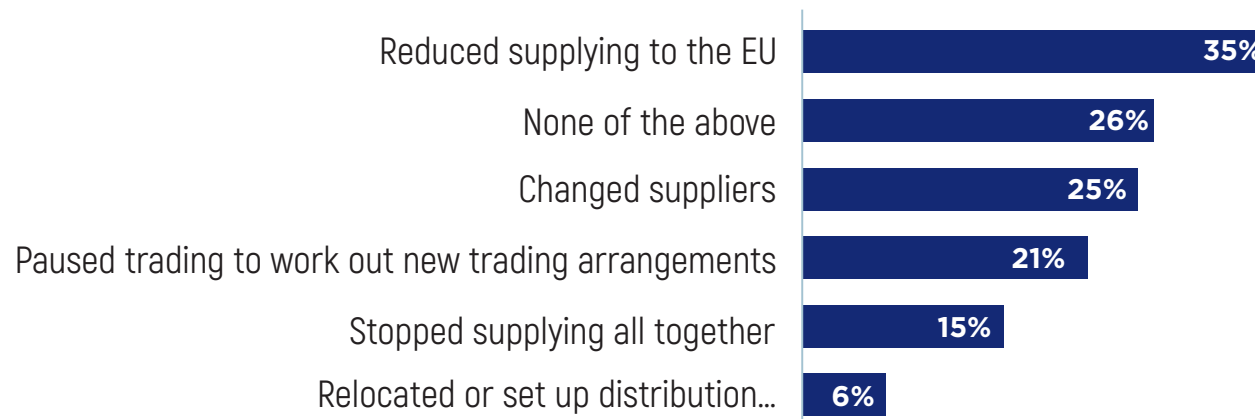 Reduced supplying to the EU 35%
None of the above 26%
Changed suppliers 25%
Paused trading to work out new trading arrangements 21%
Stopped supplying all together 15%
Relocated or set up distribution... 6%